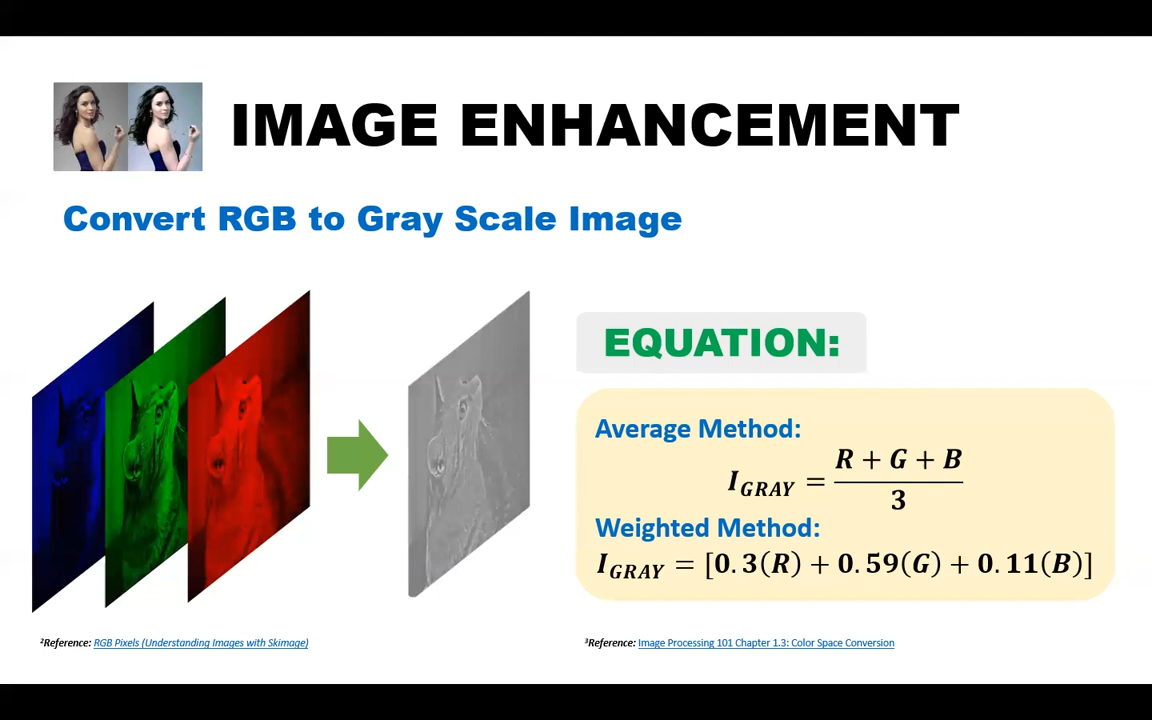 IMAGE ENHANCEMENT
Convert RGB to Gray Scale Image
EQUATION:
Average Method:
I_GRAY = (R + G + B) / 3
Weighted Method:
I_GRAY = [0.3(R) + 0.59(G) + 0.11(B)]
²Reference: RGB Pixels (Understanding Images with Skimage)
³Reference: Image Processing 101 Chapter 1.3: Color Space Conversion